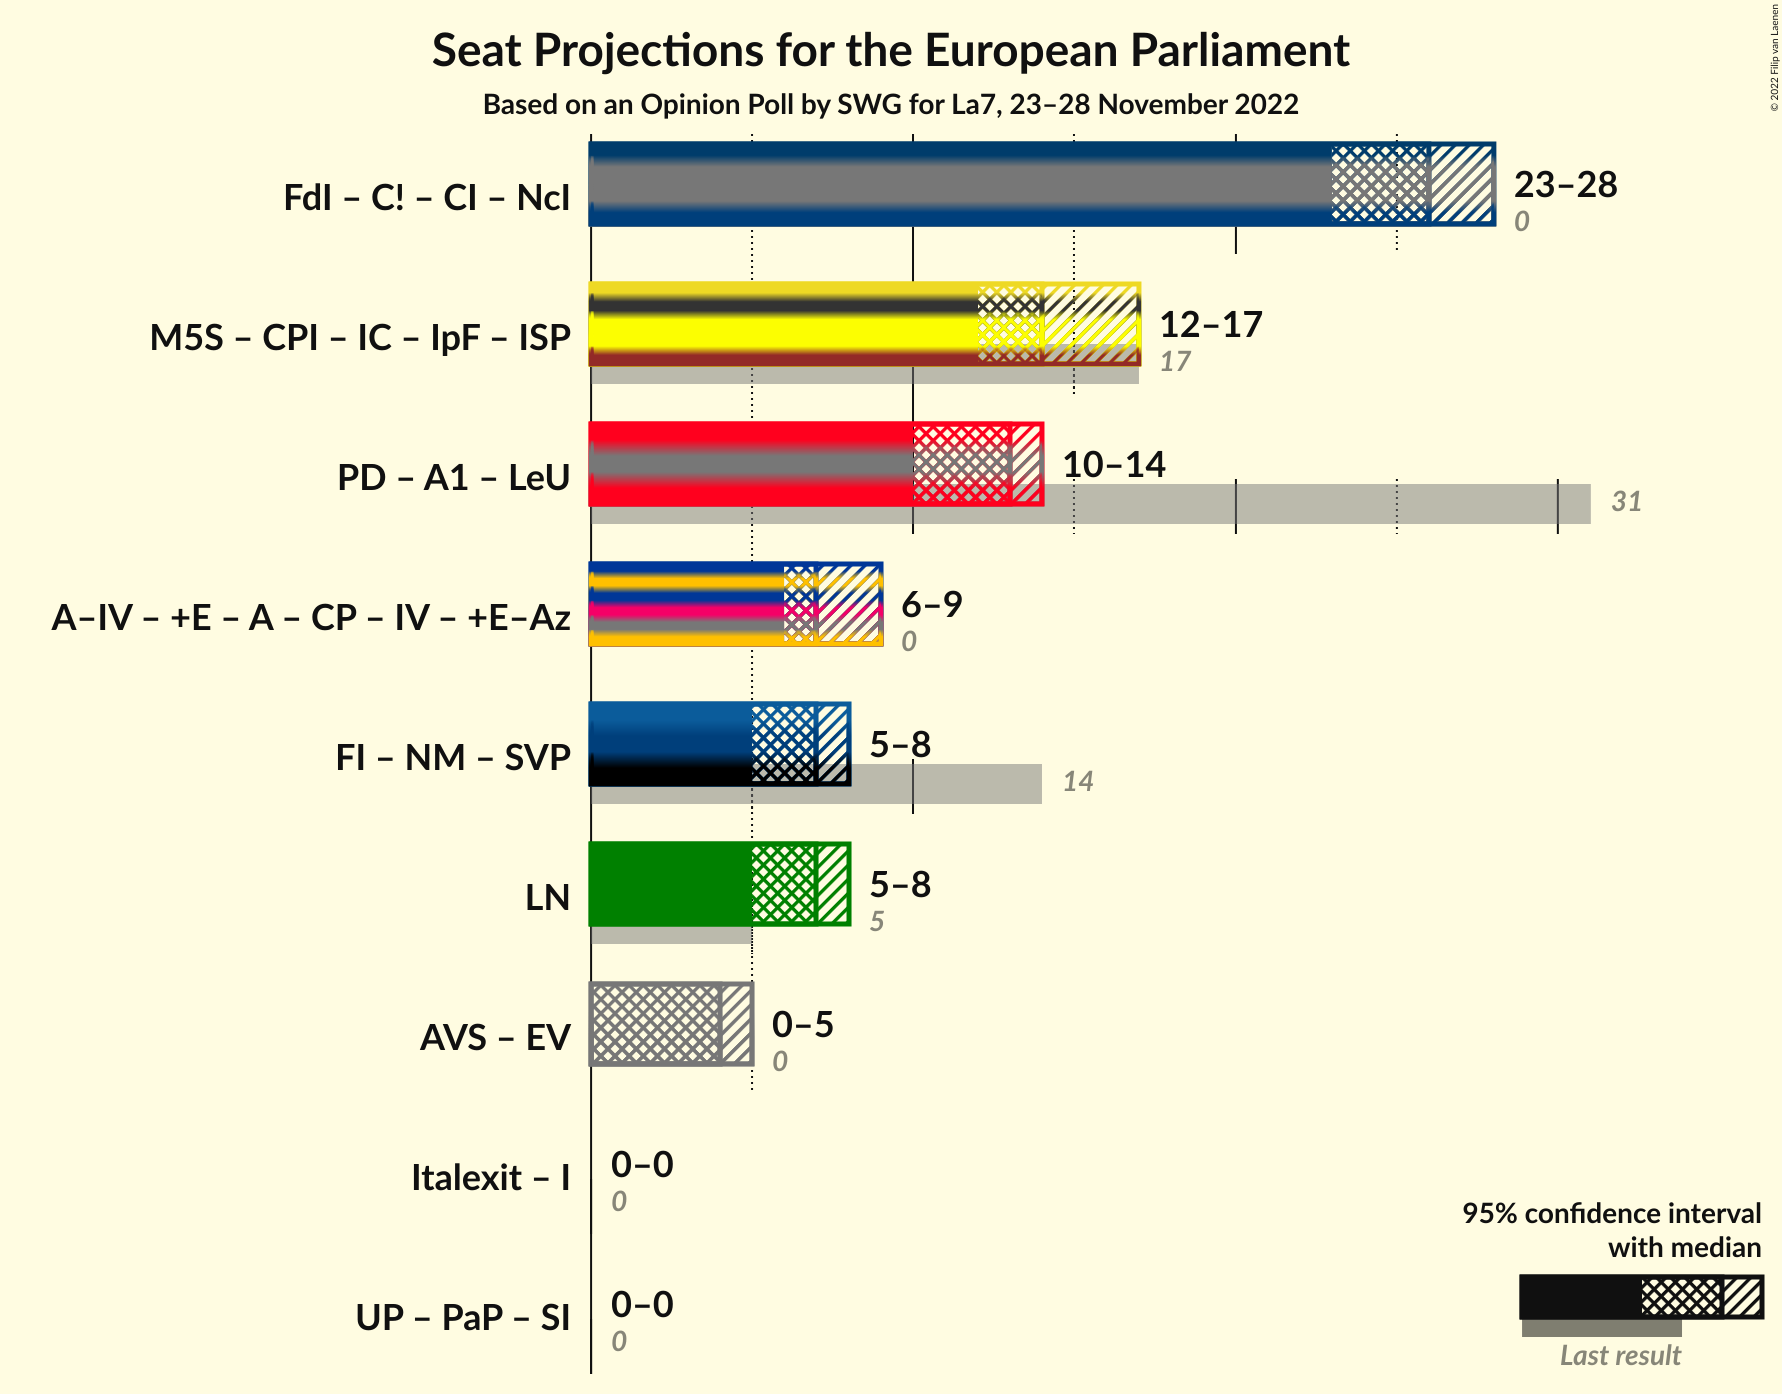 Seat Projections for the European Parliament
Based on an Opinion Poll by SWG for La7, 23–28 November 2022
© 2022 Filip van Laenen
FdI – C! – CI – NcI
23–28
0
M5S – CPI – IC – IpF – ISP
12–17
17
PD – A1 – LeU
10–14
31
A–IV – +E – A – CP – IV – +E–Az
6–9
0
FI – NM – SVP
5–8
14
LN
5–8
5
AVS – EV
0–5
0
Italexit – I
0–0
0
UP – PaP – SI
0–0
0
95% confidence interval
with median
Last result